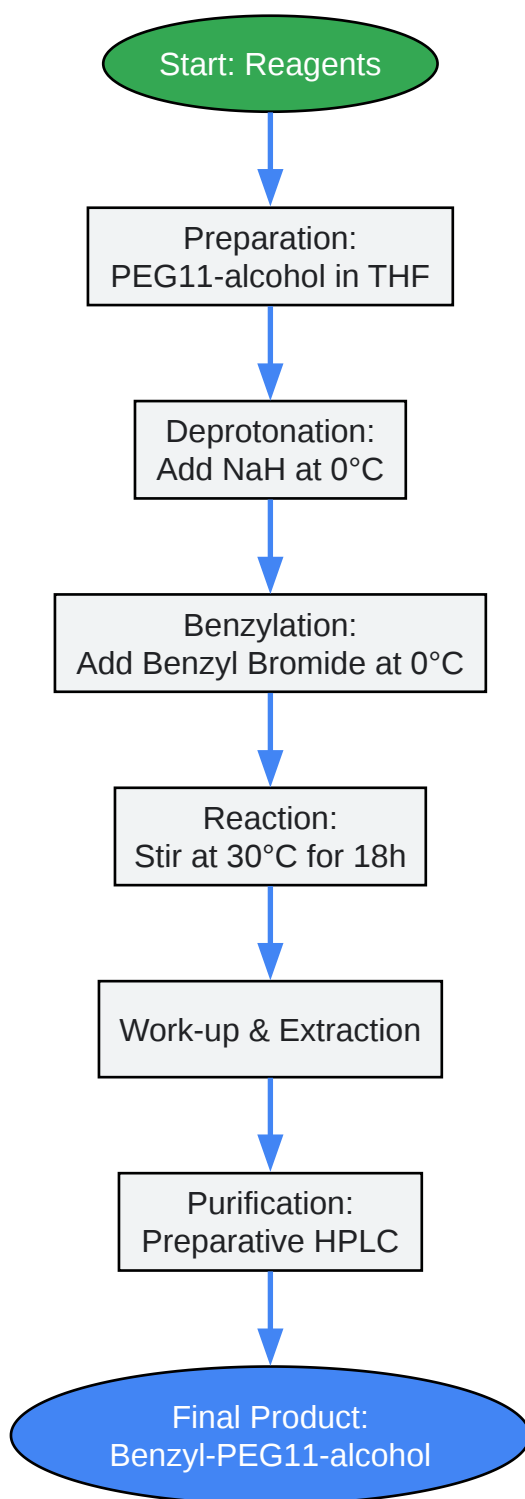 Start: Reagents
Preparation:
PEG11-alcohol in THF
Deprotonation:
Add NaH at 0°C
Benzylation:
Add Benzyl Bromide at 0°C
Reaction:
Stir at 30°C for 18h
Work-up & Extraction
Purification:
Preparative HPLC
Final Product:
Benzyl-PEG11-alcohol